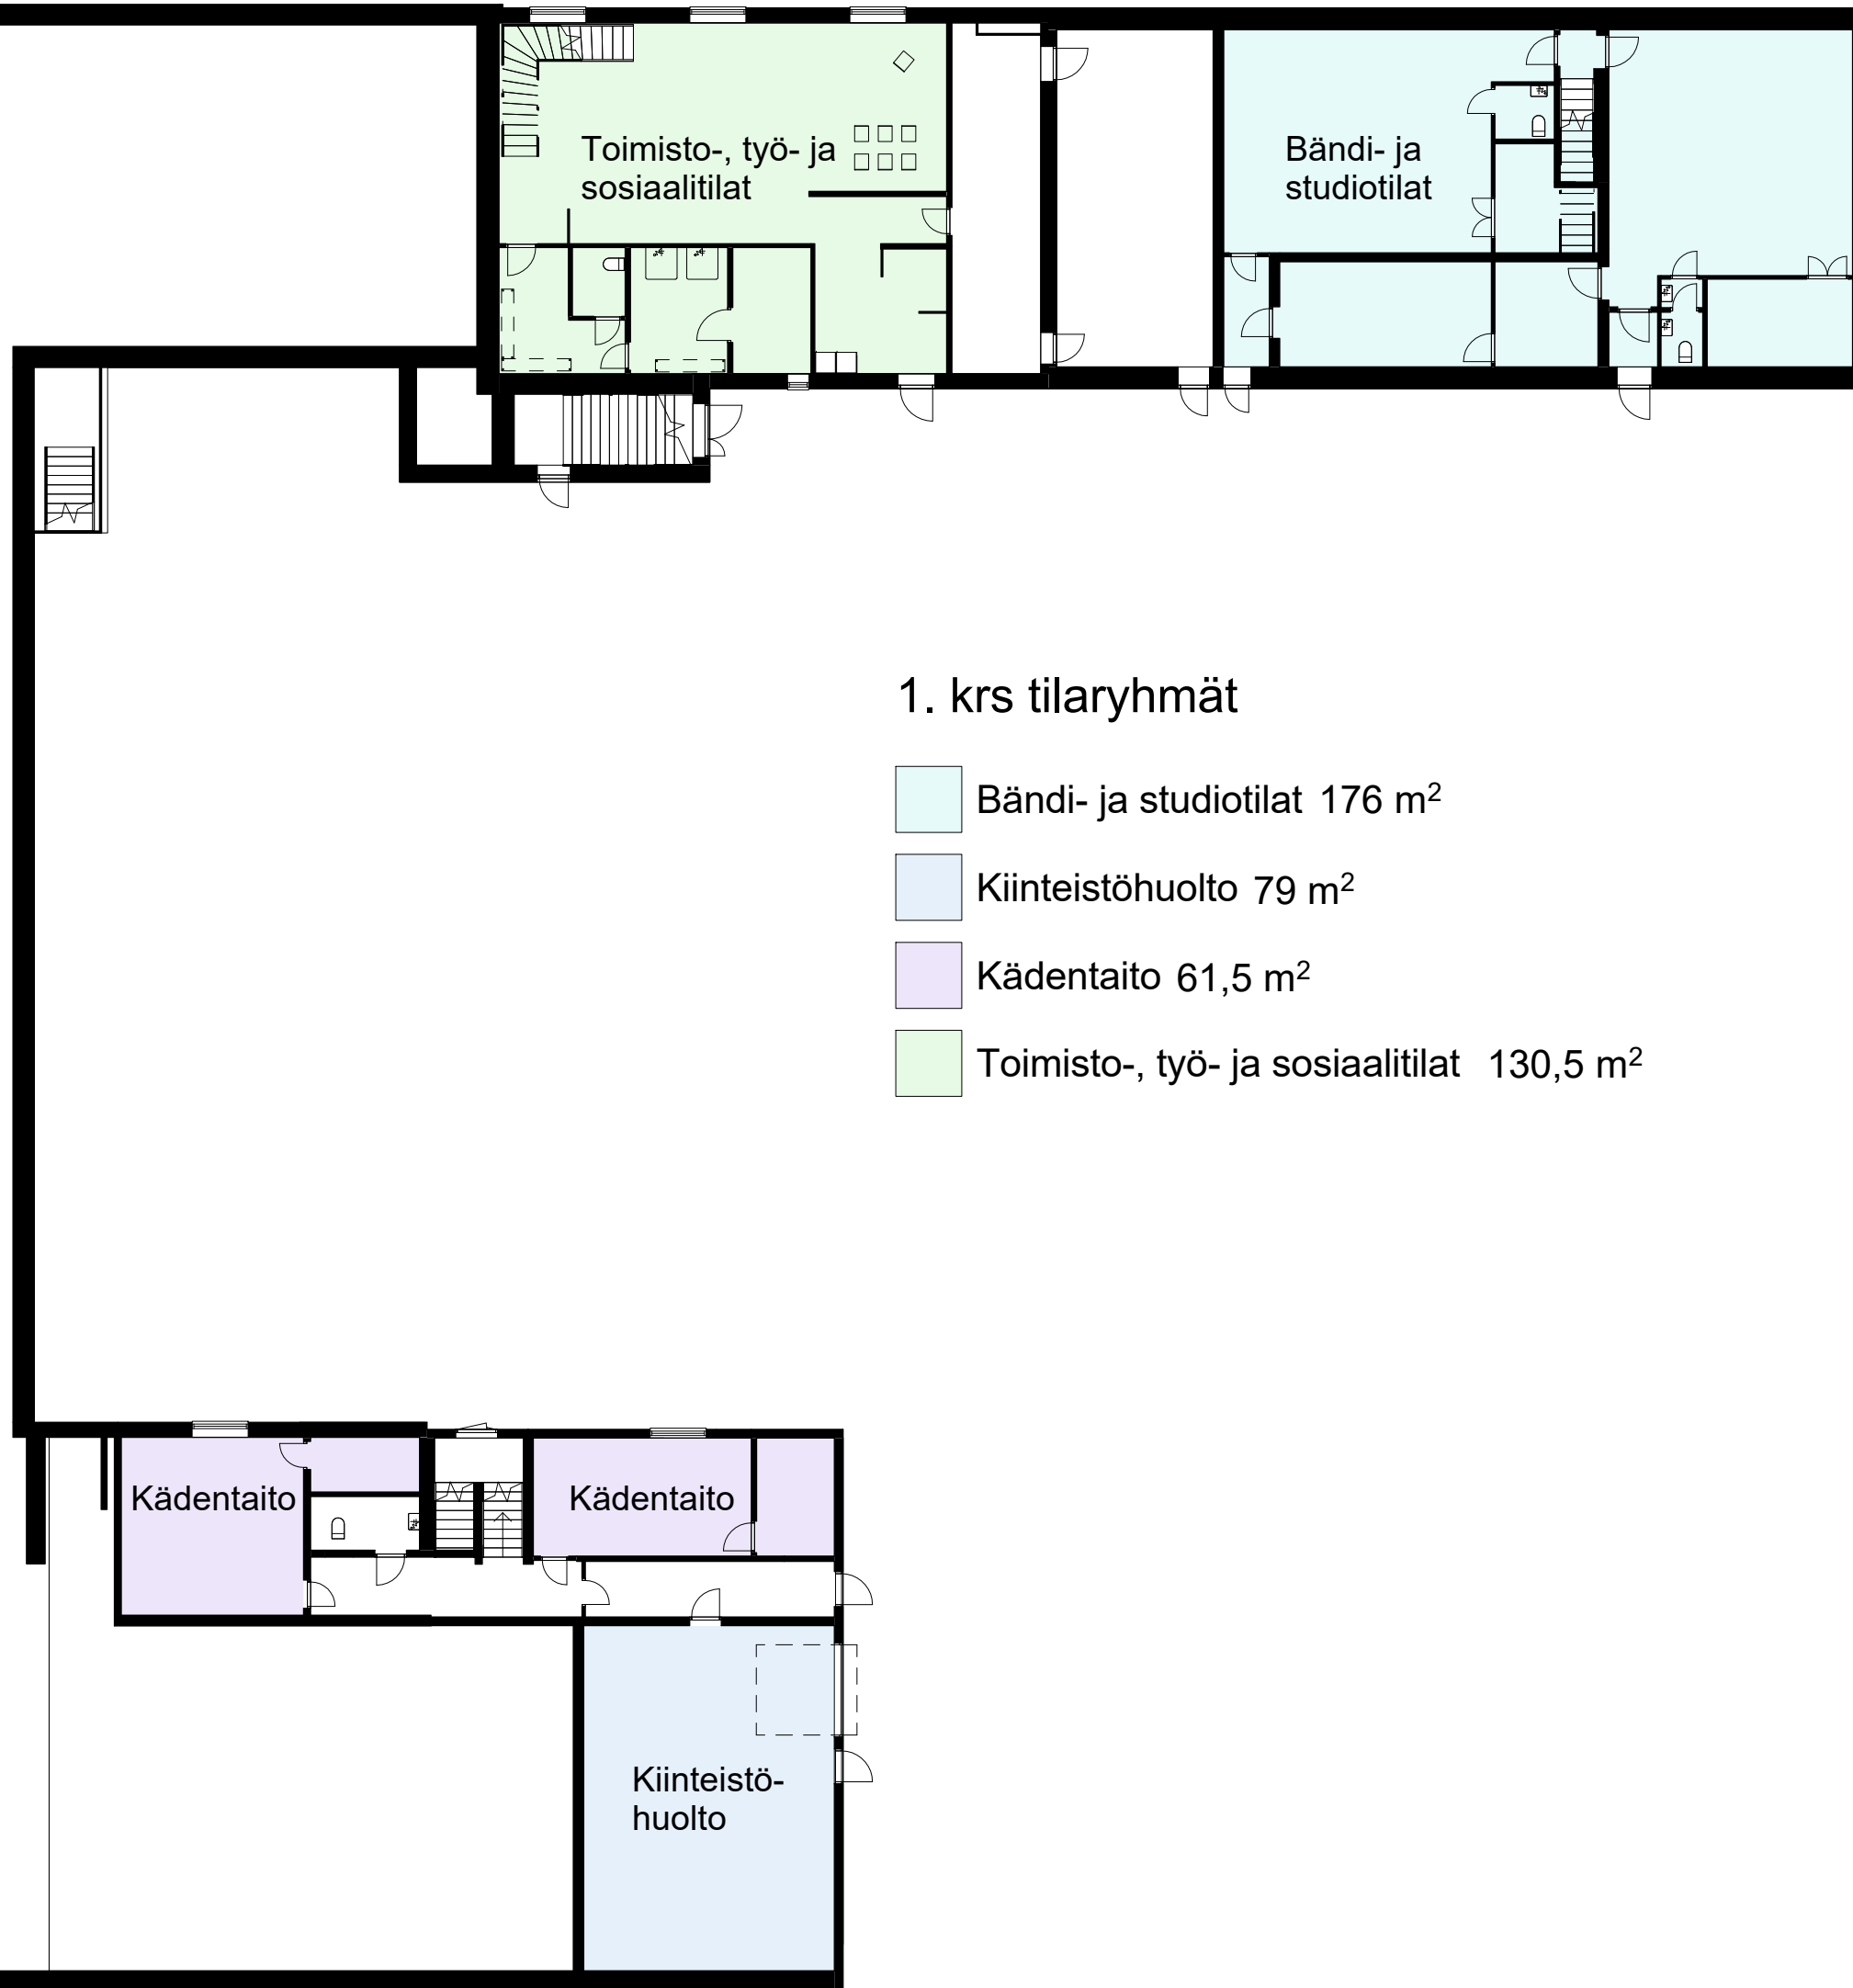 Toimisto-, työ- ja
sosiaalitilat
Bändi- ja
studiotilat
1. krs tilaryhmät
Bändi- ja studiotilat 176 m²
Kiinteistöhuolto 79 m²
Kädentaito 61,5 m²
Toimisto-, työ- ja sosiaalitilat 130,5 m²
Kädentaito
Kädentaito
Kiinteistö-
huolto